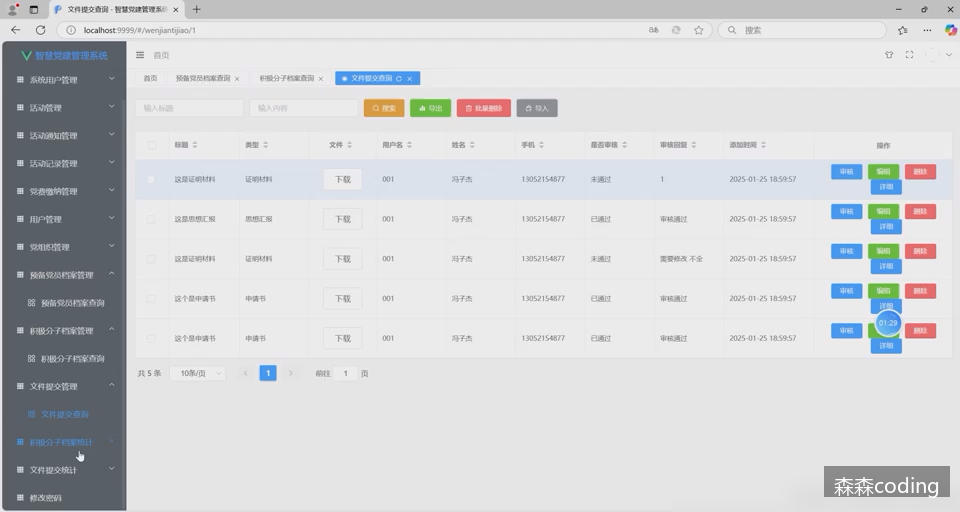 文件提交查询 - 智慧党建管理系统
localhost:9999/#/wenjiantijiao/1
搜索
智慧党建管理系统
首页
系统用户管理
活动管理
活动通知管理
活动记录管理
党费缴纳管理
用户管理
党组织管理
预备党员档案管理
预备党员档案查询
积极分子档案管理
积极分子档案查询
文件提交管理
文件提交查询
积极分子档案统计
文件提交统计
修改密码
首页 预备党员档案查询 积极分子档案查询 文件提交查询
输入标题 输入内容 搜索 导出 批量删除 导入
标题 类型 文件 用户名 姓名 手机 是否审核 审核回复 添加时间 操作
这是证明材料 证明材料 下载 001 冯子杰 13052154877 未通过 1 2025-01-25 18:59:57 审核 编辑 删除
详细
这是思想汇报 思想汇报 下载 001 冯子杰 13052154877 已通过 审核通过 2025-01-25 18:59:57 审核 编辑 删除
详细
这是证明材料 证明材料 下载 001 冯子杰 13052154877 未通过 需要修改 不全 2025-01-25 18:59:57 审核 编辑 删除
详细
这个是申请书 申请书 下载 001 冯子杰 13052154877 已通过 审核通过 2025-01-25 18:59:57 审核 编辑 删除
详细
01:29
这个是申请书 申请书 下载 001 冯子杰 13052154877 已通过 审核通过 2025-01-25 18:59:57 审核 删除
详细
共 5 条 10条/页 1 前往 1 页
森森coding